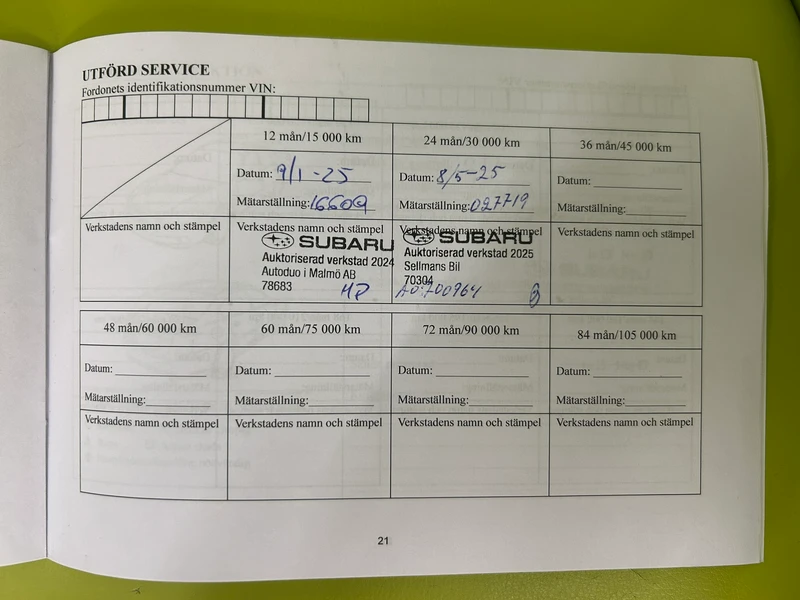 UTFÖRD SERVICE
Fordonets identifikationsnummer VIN:
12 mån/15 000 km
24 mån/30 000 km
36 mån/45 000 km
Datum: 9/1-25
Datum: 8/5-25
Datum:
Mätarställning: 16609
Mätarställning: 027719
Mätarställning:
Verkstadens namn och stämpel
Verkstadens namn och stämpel
SUBARU
Auktoriserad verkstad 2024
Autoduo i Malmö AB
78683
Verkstadens namn och stämpel
SUBARU
Auktoriserad verkstad 2025
Sellmans Bil
70304
AO:700964
Verkstadens namn och stämpel
48 mån/60 000 km
60 mån/75 000 km
72 mån/90 000 km
84 mån/105 000 km
Datum:
Datum:
Datum:
Datum:
Mätarställning:
Mätarställning:
Mätarställning:
Mätarställning:
Verkstadens namn och stämpel
Verkstadens namn och stämpel
Verkstadens namn och stämpel
Verkstadens namn och stämpel
21